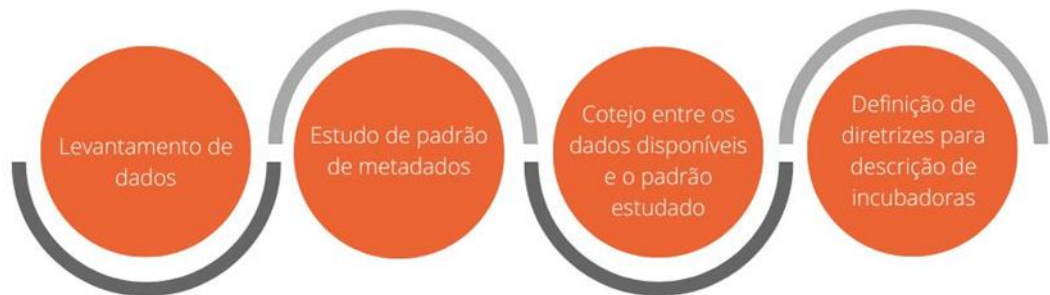 Levantamento de
dados
Estudo de padrão
de metadados
Cotejo entre os
dados disponíveis
e o padrão
estudado
Definição de
diretrizes para
descrição de
incubadoras